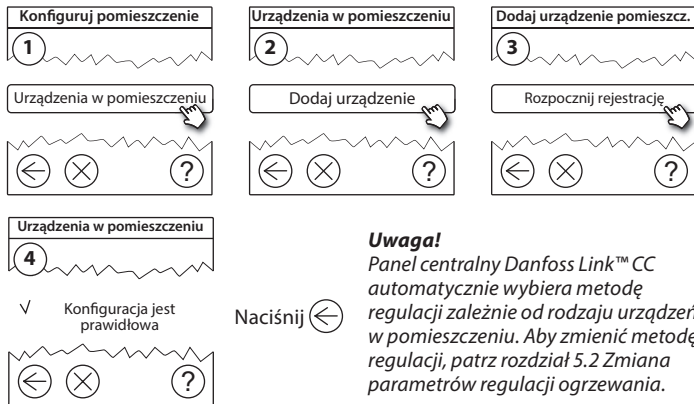 Konfiguruj pomieszczenie
1
Urządzenia w pomieszczeniu
?
Urządzenia w pomieszczeniu
2
Dodaj urządzenie
?
Dodaj urządzenie pomieszcz.
3
Rozpocznij rejestrację
?
Urządzenia w pomieszczeniu
4
√ Konfiguracja jest
prawidłowa
?
Naciśnij
Uwaga!
Panel centralny Danfoss Link™ CC
automatycznie wybiera metodę
regulacji zależnie od rodzaju urządzeń
w pomieszczeniu. Aby zmienić metodę
regulacji, patrz rozdział 5.2 Zmiana
parametrów regulacji ogrzewania.